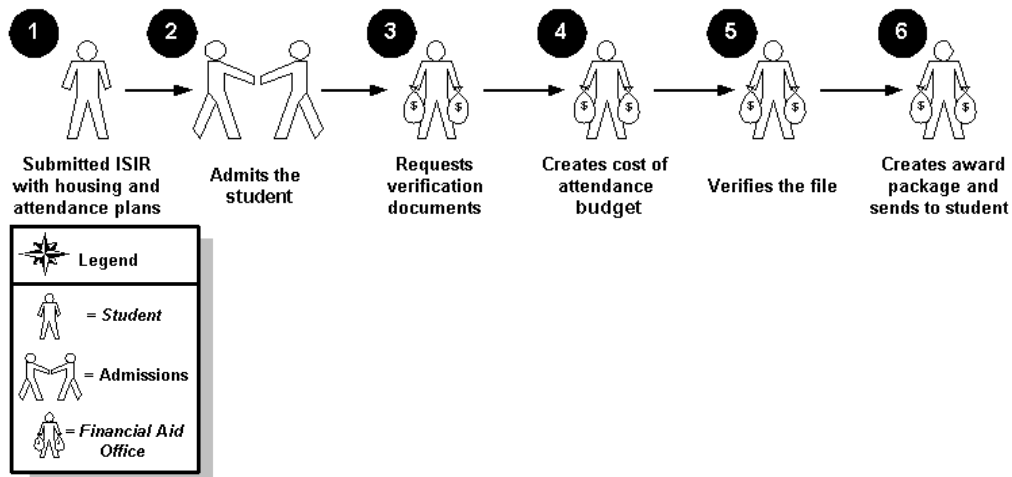 1
2
3
4
5
6
Submitted ISIR
with housing and
attendance plans
Admits the
student
Requests
verification
documents
$ $
Creates cost of
attendance
budget
$ $
Verifies the file
$ $
Creates award
package and
sends to student
$ $
Legend
= Student
= Admissions
$ $
= Financial Aid
Office